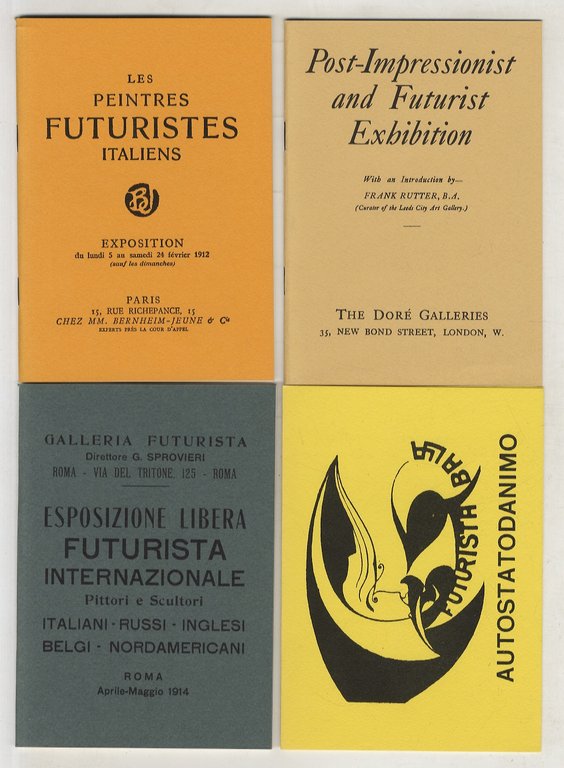 LES
PEINTRES
FUTURISTES
ITALIENS
BJ
EXPOSITION
du lundi 5 au samedi 24 février 1912
(sauf les dimanches)
PARIS
15, RUE RICHEPANCE, 15
CHEZ MM. BERNHEIM-JEUNE & Cie
EXPERTS PRÈS LA COUR D'APPEL
Post-Impressionist
and Futurist
Exhibition
With an Introduction by—
FRANK RUTTER, B.A.
(Curator of the Leeds City Art Gallery.)
THE DORÉ GALLERIES
35, NEW BOND STREET, LONDON, W.
GALLERIA FUTURISTA
Direttore G. SPROVIERI
ROMA - VIA DEL TRITONE, 125 - ROMA
ESPOSIZIONE LIBERA
FUTURISTA
INTERNAZIONALE
Pittori e Scultori
ITALIANI - RUSSI - INGLESI
BELGI - NORDAMERICANI
ROMA
Aprile-Maggio 1914
FUTURISTA BALLA
AUTOSTATODANIMO